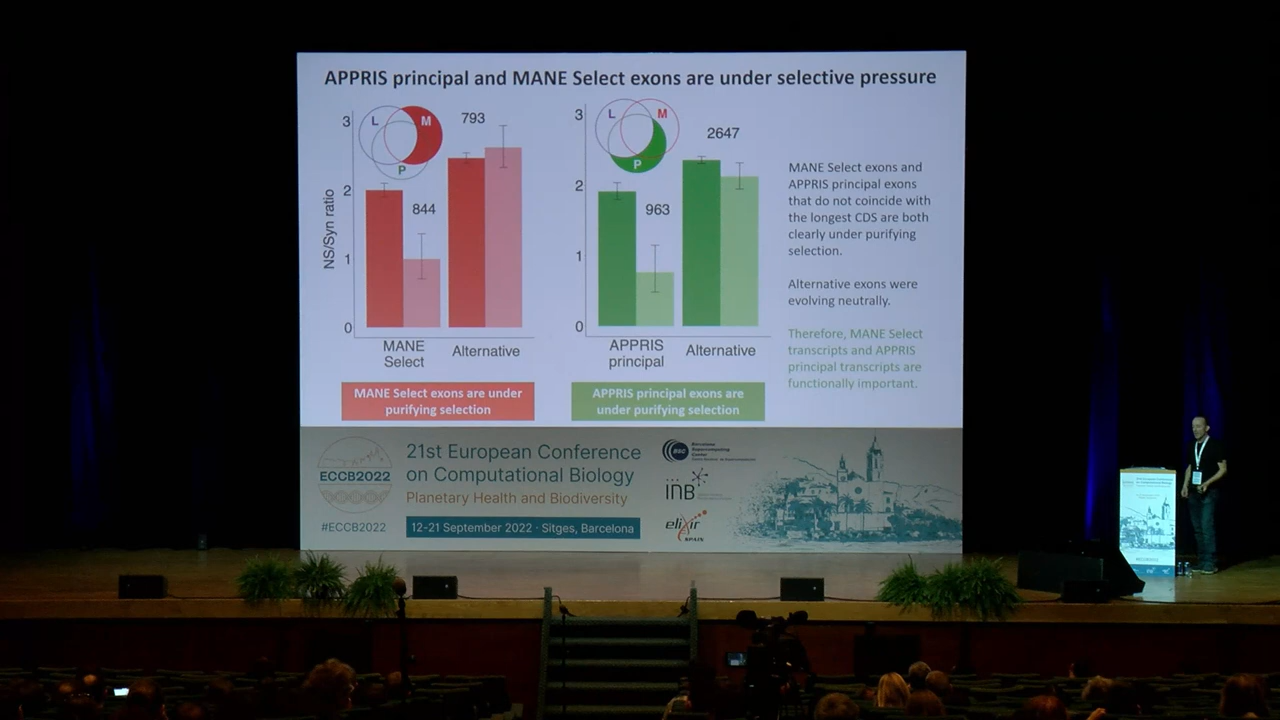 APPRIS principal and MANE Select exons are under selective pressure
NS/Syn ratio
3
2
1
0
L
M
P
793
844
MANE
Select
Alternative
MANE Select exons are under
purifying selection
3
2
1
0
L
M
P
2647
963
APPRIS
principal
Alternative
APPRIS principal exons are
under purifying selection
MANE Select exons and
APPRIS principal exons
that do not coincide with
the longest CDS are both
clearly under purifying
selection.
Alternative exons were
evolving neutrally.
Therefore, MANE Select
transcripts and APPRIS
principal transcripts are
functionally important.
ECCB2022
#ECCB2022
21st European Conference
on Computational Biology
Planetary Health and Biodiversity
12-21 September 2022 · Sitges, Barcelona
BSC
Barcelona
Supercomputing
Center
INB
elixir
SPAIN